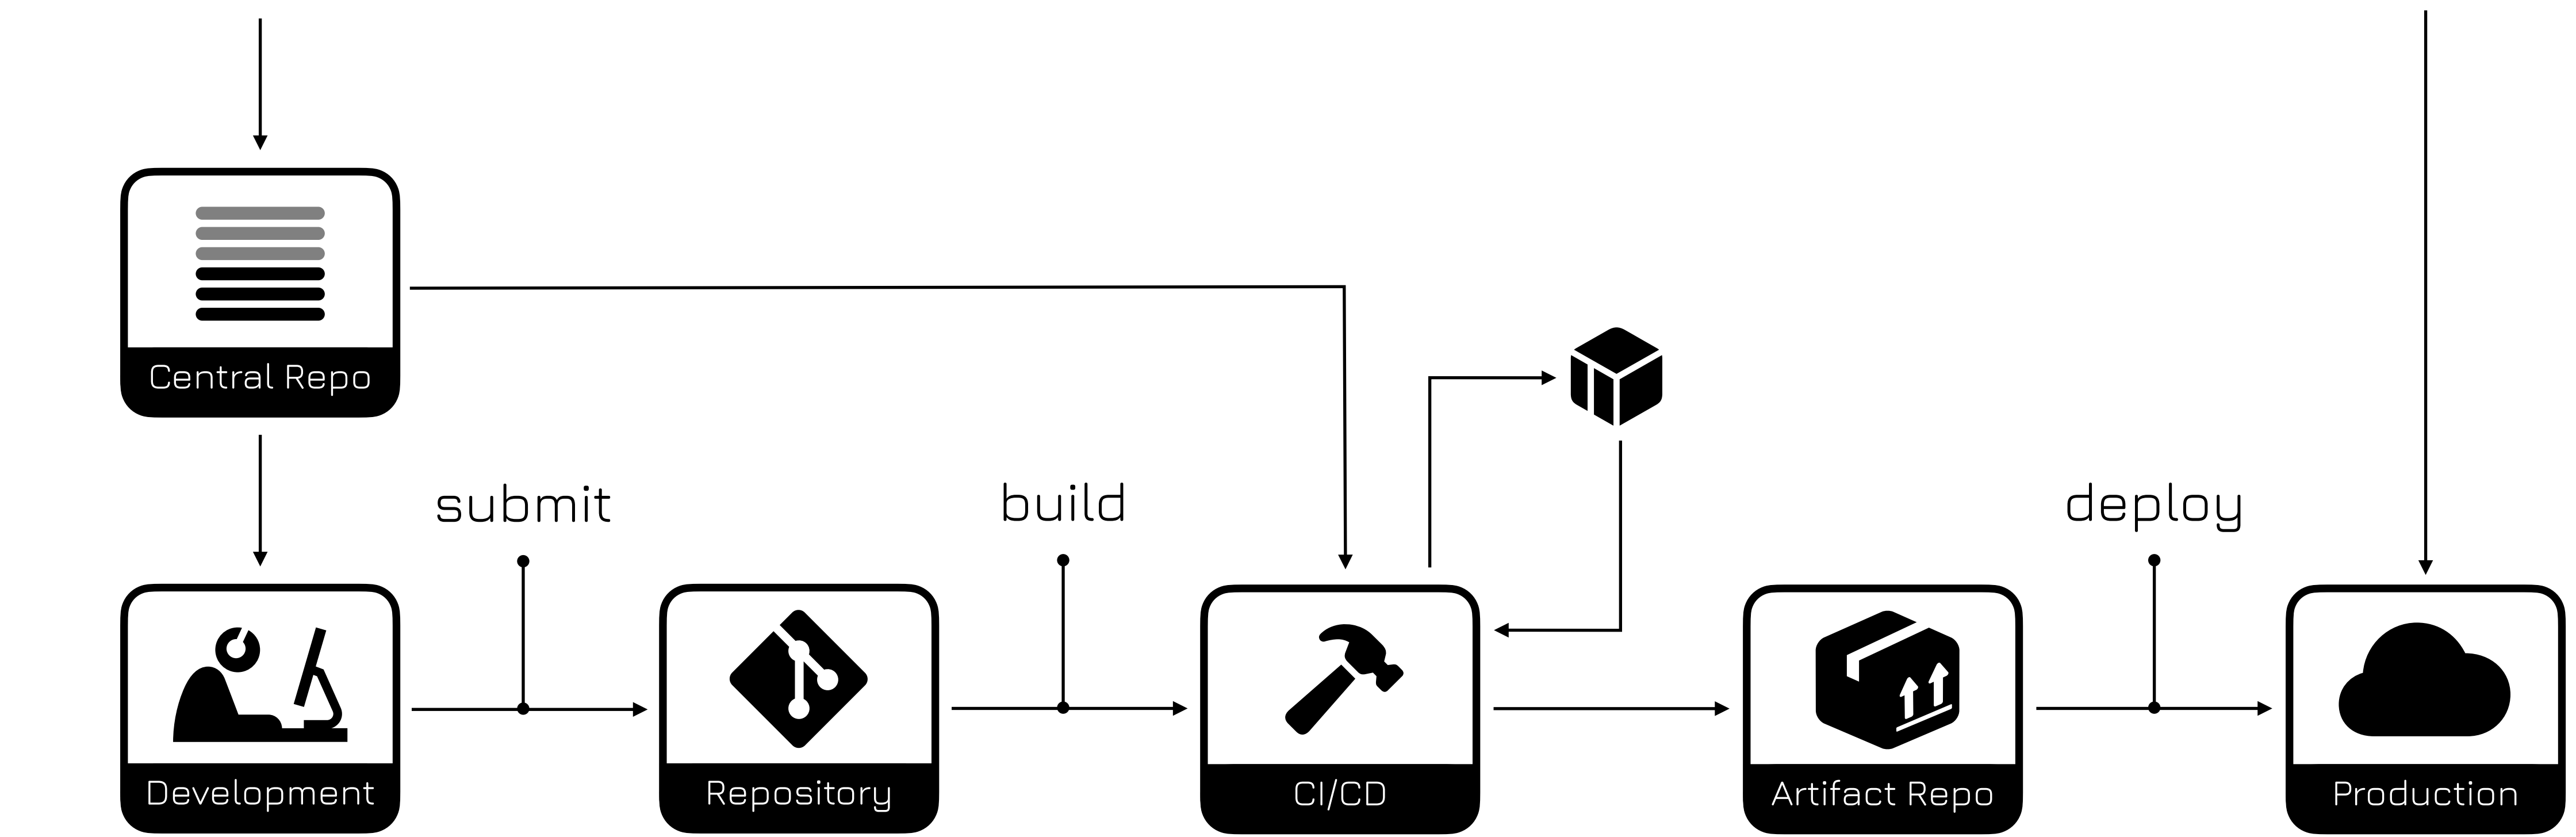 Central Repo
submit
build
deploy
Development
Repository
CI/CD
Artifact Repo
Production